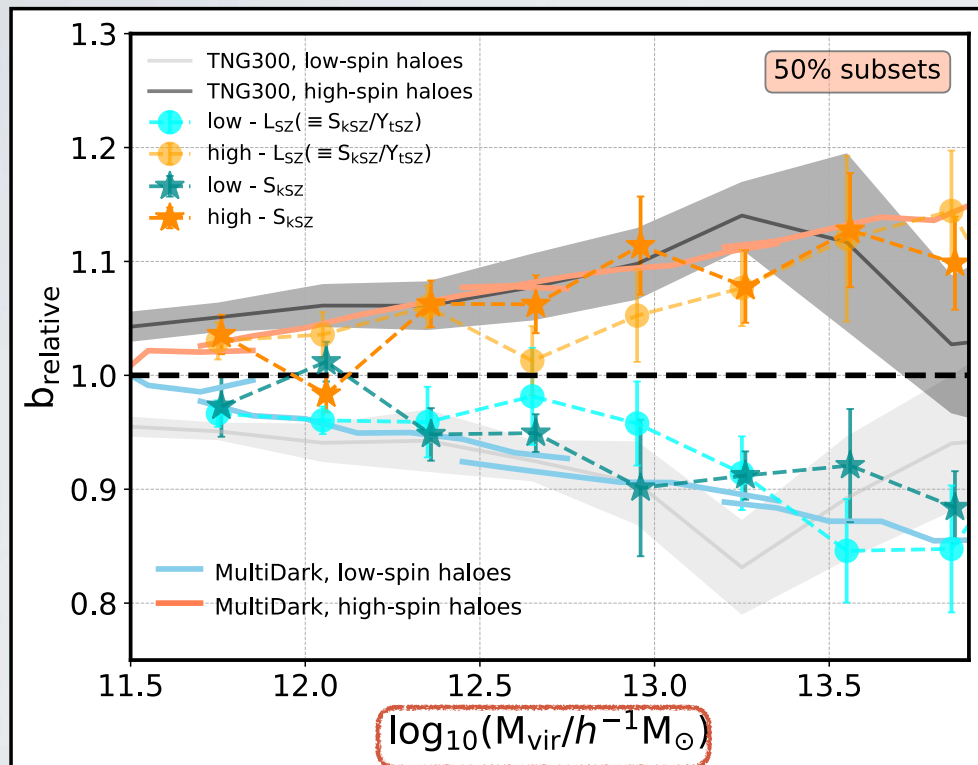 1.3
1.2
1.1
1.0
0.9
0.8
b_relative
TNG300, low-spin haloes
TNG300, high-spin haloes
low - L_SZ(≡ S_kSZ/Y_tSZ)
high - L_SZ(≡ S_kSZ/Y_tSZ)
low - S_kSZ
high - S_kSZ
50% subsets
MultiDark, low-spin haloes
MultiDark, high-spin haloes
11.5 12.0 12.5 13.0 13.5
log₁₀(M_vir/h⁻¹M_⊙)